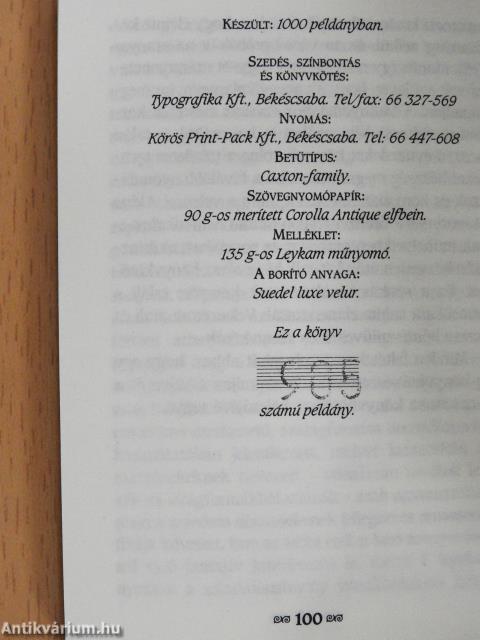 KÉSZÜLT: 1000 példányban.
SZEDÉS, SZÍNBONTÁS
ÉS KÖNYVKÖTÉS:
Typografika Kft., Békéscsaba. Tel/fax: 66 327-569
NYOMÁS:
Körös Print-Pack Kft., Békéscsaba. Tel: 66 447-608
BETŰTÍPUS:
Caxton-family.
SZÖVEGNYOMÓPAPÍR:
90 g-os merített Corolla Antique elfbein.
MELLÉKLET:
135 g-os Leykam műnyomó.
A BORÍTÓ ANYAGA:
Suedel luxe velur.
Ez a könyv
905
számú példány.
100
Antikvárium.hu